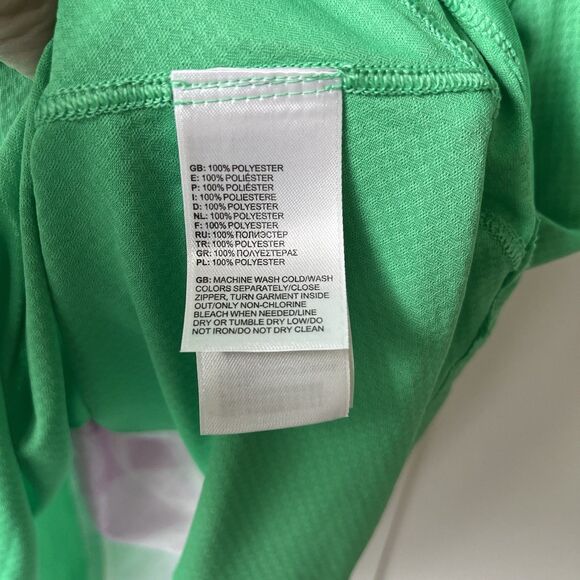 GB: 100% POLYESTER
E: 100% POLIÉSTER
P: 100% POLIÉSTER
I: 100% POLIESTERE
D: 100% POLYESTER
NL: 100% POLYESTER
F: 100% POLYESTER
RU: 100% ПОЛИЭСТЕР
TR: 100% POLYESTER
GR: 100% ΠΟΛΥΕΣΤΕΡΑΣ
PL: 100% POLYESTER
GB: MACHINE WASH COLD/WASH
COLORS SEPARATELY/CLOSE
ZIPPER, TURN GARMENT INSIDE
OUT/ONLY NON-CHLORINE
BLEACH WHEN NEEDED/LINE
DRY OR TUMBLE DRY LOW/DO
NOT IRON/DO NOT DRY CLEAN